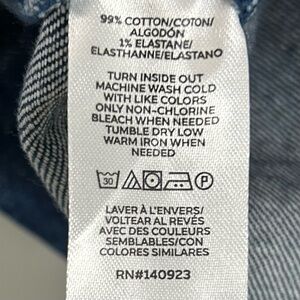 99% COTTON/COTON/
ALGODÓN
1% ELASTANE/
ELASTHANNE/ELASTANO
TURN INSIDE OUT
MACHINE WASH COLD
WITH LIKE COLORS
ONLY NON-CHLORINE
BLEACH WHEN NEEDED
TUMBLE DRY LOW
WARM IRON WHEN
NEEDED
30 P
LAVER À L'ENVERS/
VOLTEAR AL REVÉS
AVEC DES COULEURS
SEMBLABLES/CON
COLORES SIMILARES
RN#140923